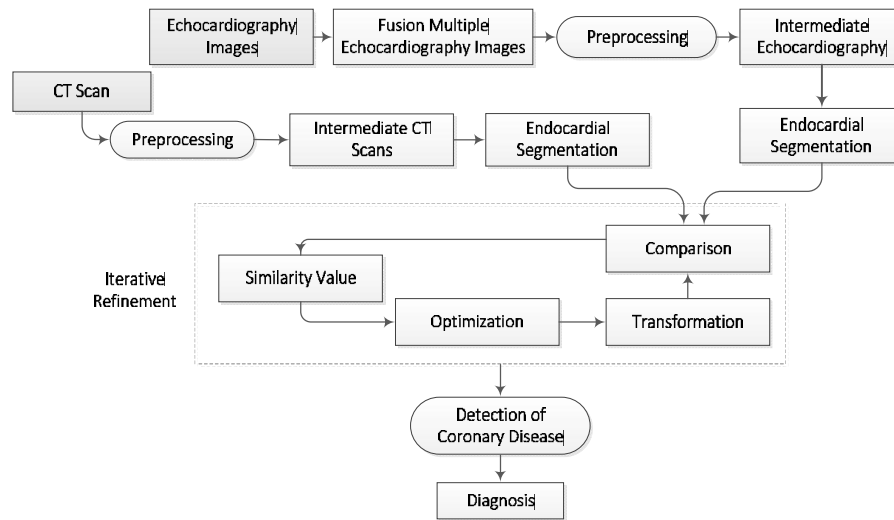 Echocardiography
Images
Fusion Multiple
Echocardiography Images
Preprocessing
Intermediate
Echocardiography
CT Scan
Preprocessing
Intermediate CT
Scans
Endocardial
Segmentation
Endocardial
Segmentation
Comparison
Iterative
Refinement
Similarity Value
Optimization
Transformation
Detection of
Coronary Disease
Diagnosis